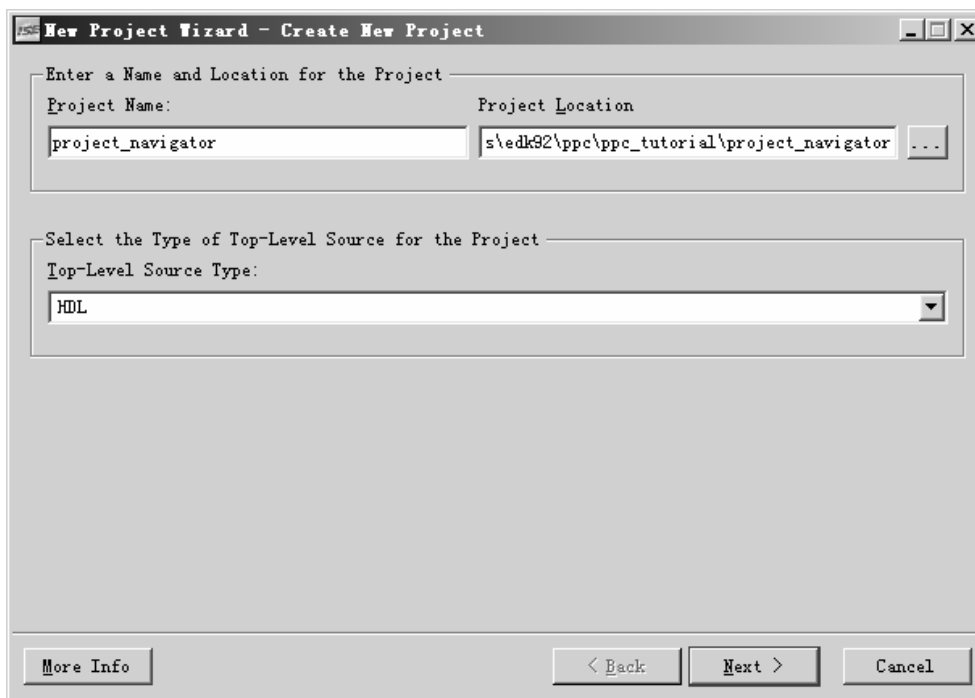 ISE New Project Wizard - Create New Project
Enter a Name and Location for the Project
Project Name: Project Location
project_navigator s\edk92\ppc\ppc_tutorial\project_navigator ...
Select the Type of Top-Level Source for the Project
Top-Level Source Type:
HDL
More Info < Back Next > Cancel